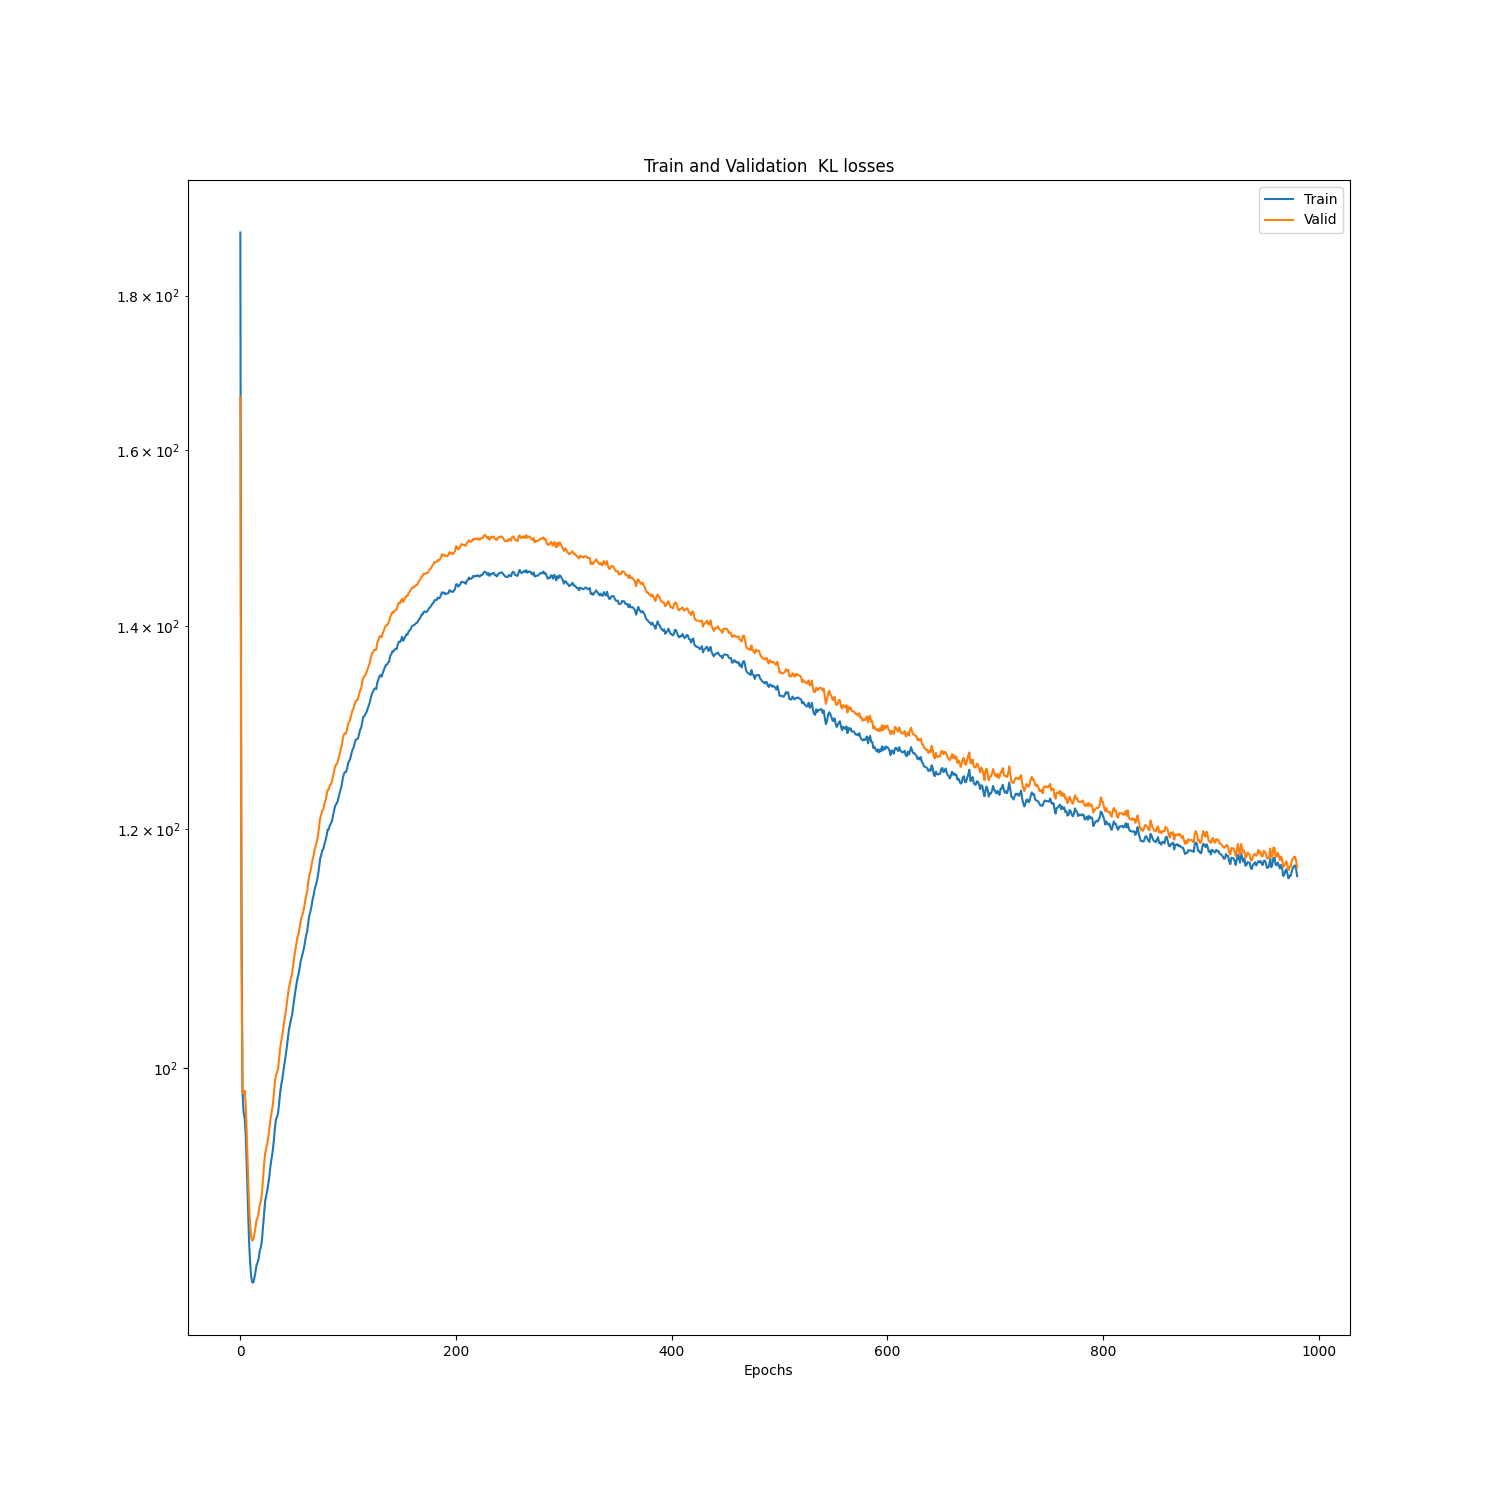 Train and Validation  KL losses
Train
Valid
1.8 × 10²
1.6 × 10²
1.4 × 10²
1.2 × 10²
10²
0 200 400 600 800 1000
Epochs